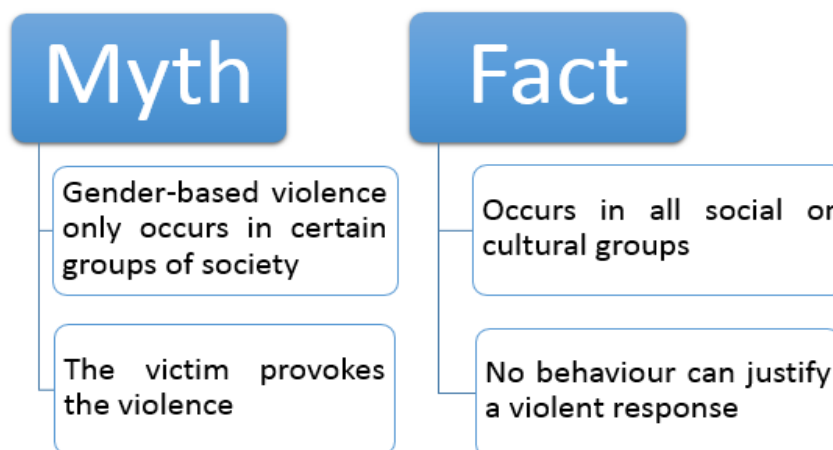 Myth
Gender-based violence
only occurs in certain
groups of society
The victim provokes
the violence
Fact
Occurs in all social or
cultural groups
No behaviour can justify
a violent response